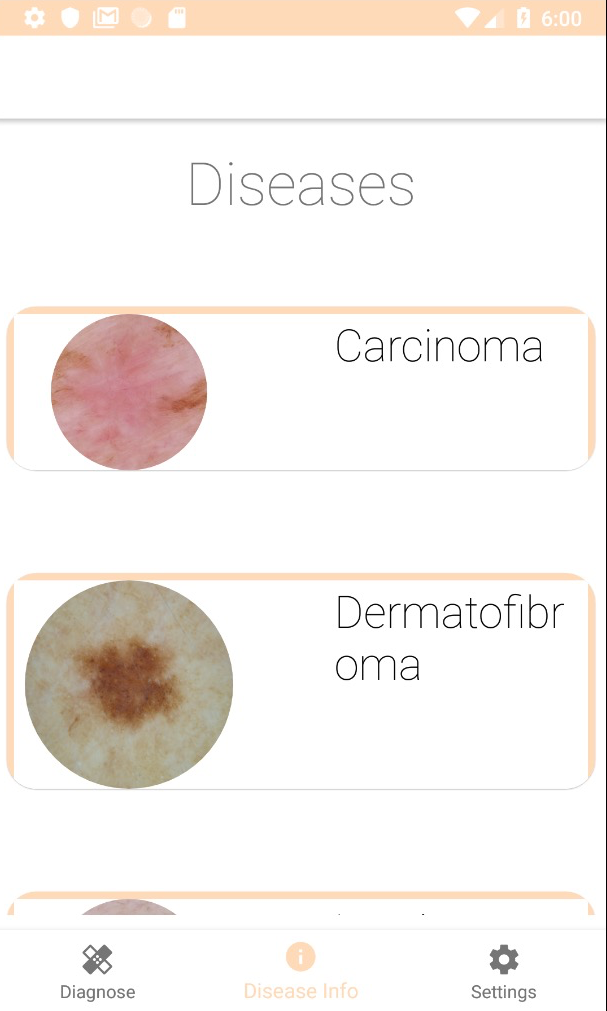 6:00
Diseases
Carcinoma
Dermatofibr
oma
Diagnose
Disease Info
Settings